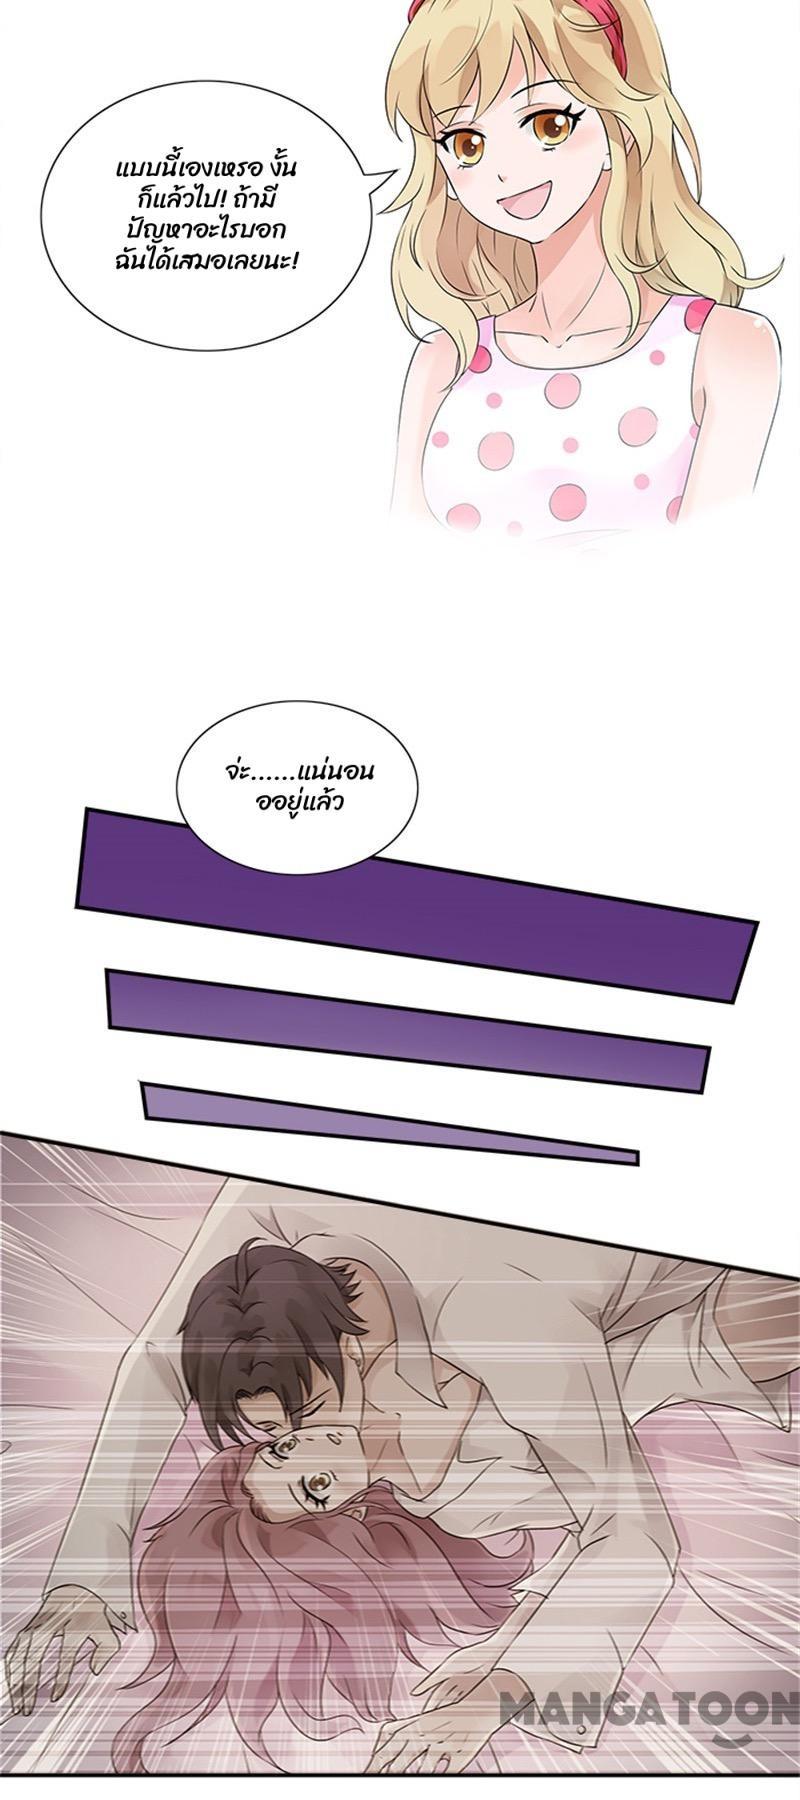 แบบนี้เองเหรอ งั้น
ก็แล้วไป! ถ้ามี
ปัญหาอะไรบอก
ฉันได้เสมอเลยนะ!
จ่ะ......แน่นอน
ออยู่แล้ว
MANGATOON